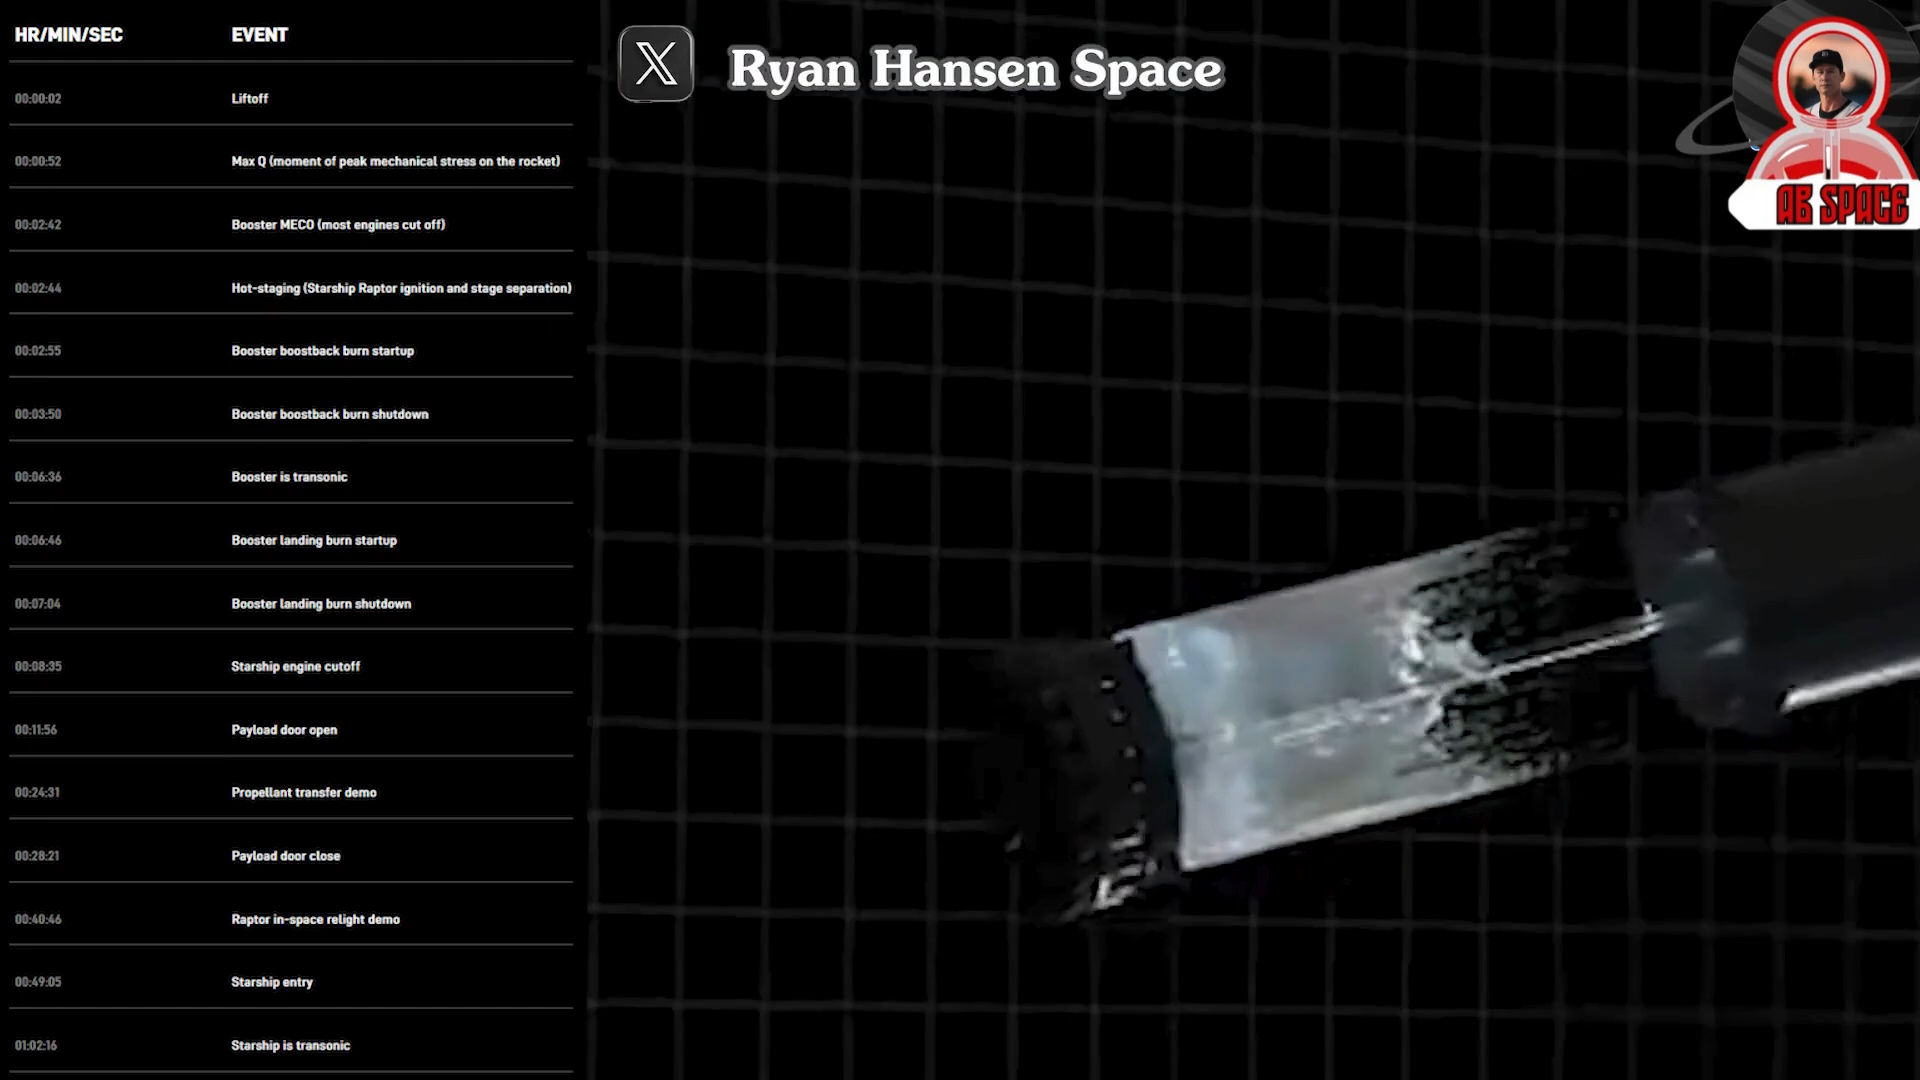 HR/MIN/SEC EVENT
00:00:02 Liftoff
00:00:52 Max Q (moment of peak mechanical stress on the rocket)
00:02:42 Booster MECO (most engines cut off)
00:02:44 Hot-staging (Starship Raptor ignition and stage separation)
00:02:55 Booster boostback burn startup
00:03:50 Booster boostback burn shutdown
00:06:36 Booster is transonic
00:06:46 Booster landing burn startup
00:07:04 Booster landing burn shutdown
00:08:35 Starship engine cutoff
00:11:56 Payload door open
00:24:31 Propellant transfer demo
00:28:21 Payload door close
00:40:46 Raptor in-space relight demo
00:49:05 Starship entry
01:02:16 Starship is transonic
X Ryan Hansen Space
AB SPACE